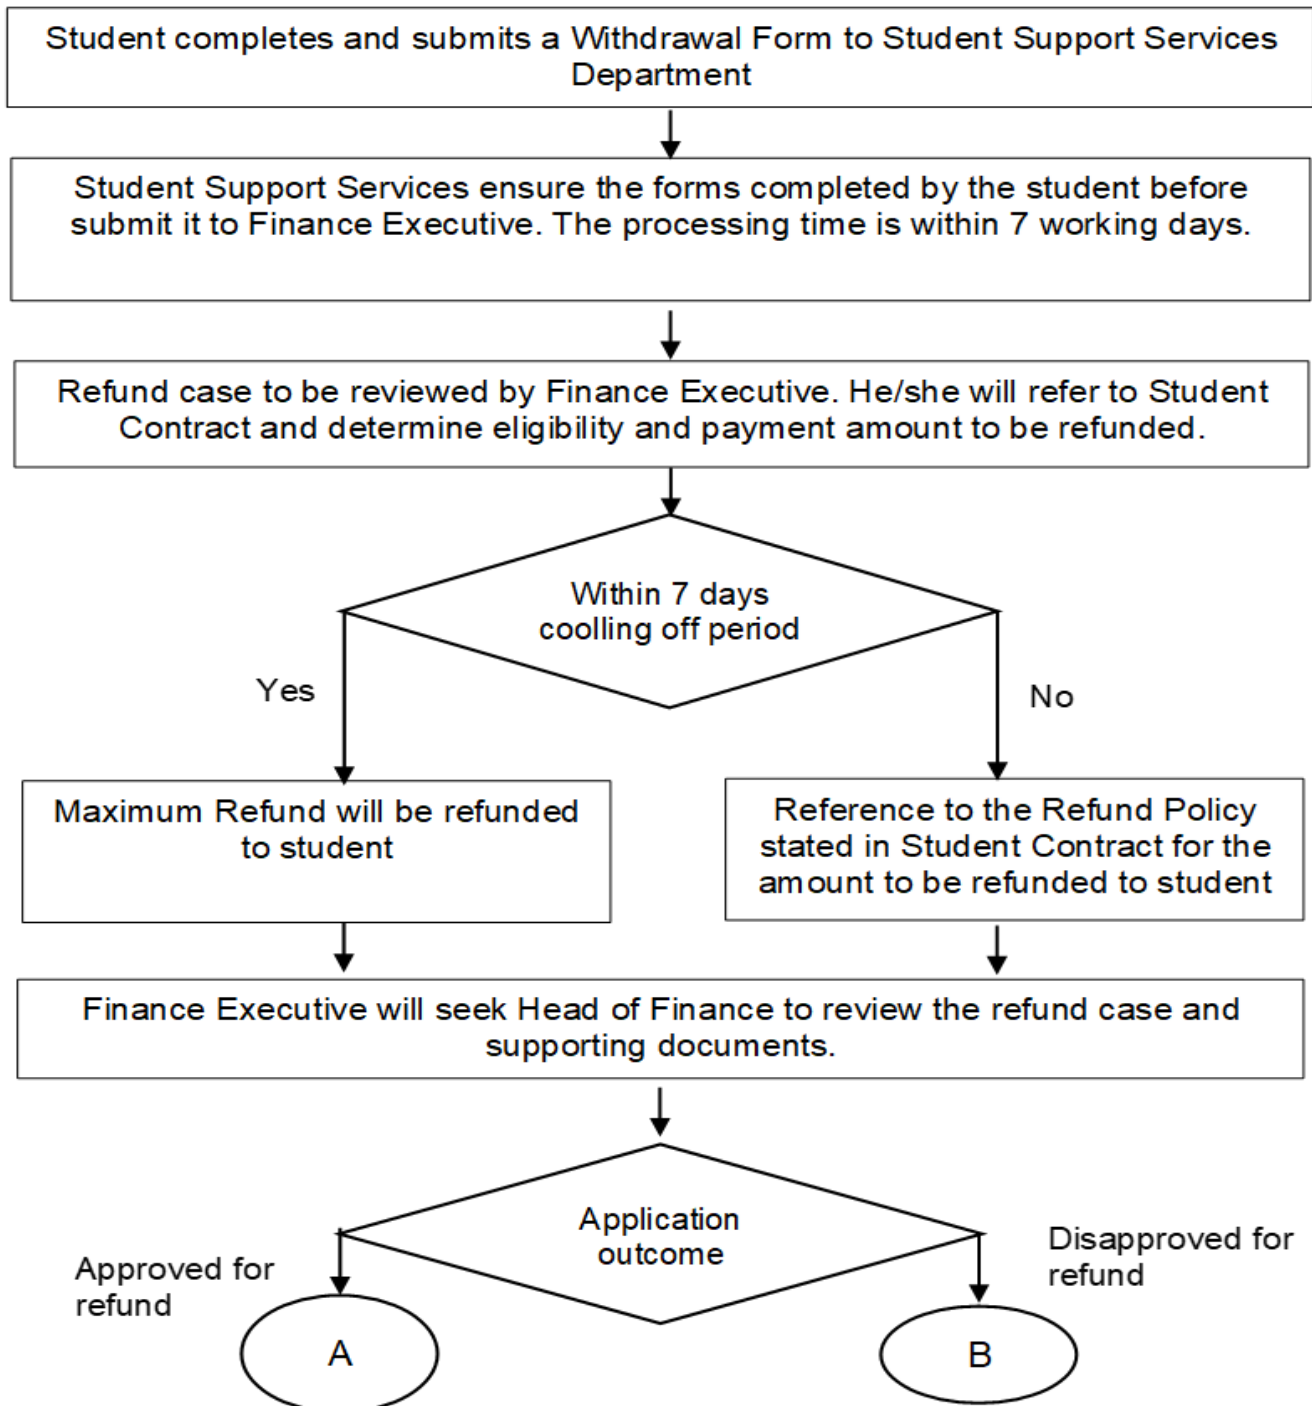 Student completes and submits a Withdrawal Form to Student Support Services
Department
Student Support Services ensure the forms completed by the student before
submit it to Finance Executive. The processing time is within 7 working days.
Refund case to be reviewed by Finance Executive. He/she will refer to Student
Contract and determine eligibility and payment amount to be refunded.
Within 7 days
coolling off period
Yes
No
Maximum Refund will be refunded
to student
Reference to the Refund Policy
stated in Student Contract for the
amount to be refunded to student
Finance Executive will seek Head of Finance to review the refund case and
supporting documents.
Application
outcome
Approved for
refund
Disapproved for
refund
A
B